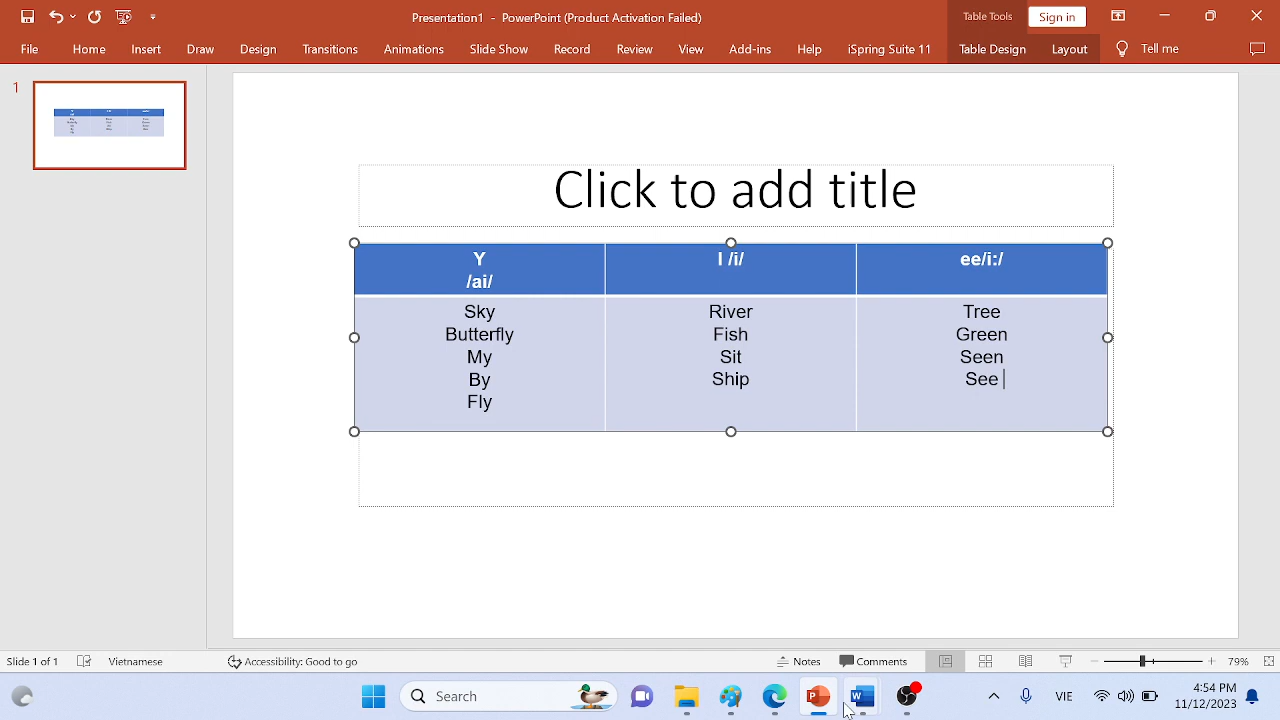 Presentation1 - PowerPoint (Product Activation Failed)
Table Tools
Sign in
File
Home
Insert
Draw
Design
Transitions
Animations
Slide Show
Record
Review
View
Add-ins
Help
iSpring Suite 11
Table Design
Layout
Tell me
1
Click to add title
Y
/ai/
I /i/
ee/i:/
Sky
Butterfly
My
By
Fly
River
Fish
Sit
Ship
Tree
Green
Seen
See
Slide 1 of 1
Vietnamese
Accessibility: Good to go
Notes
Comments
79%
Search
VIE
4:54 PM
11/12/2023